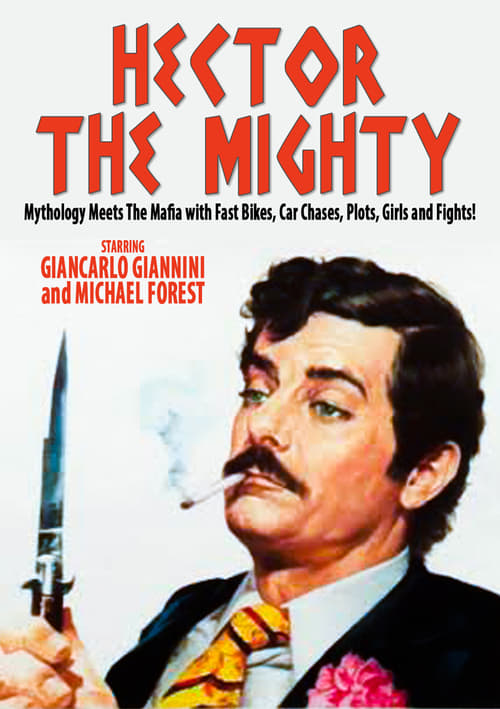 HECTOR
THE MIGHTY
Mythology Meets The Mafia with Fast Bikes, Car Chases, Plots, Girls and Fights!
STARRING
GIANCARLO GIANNINI
and MICHAEL FOREST